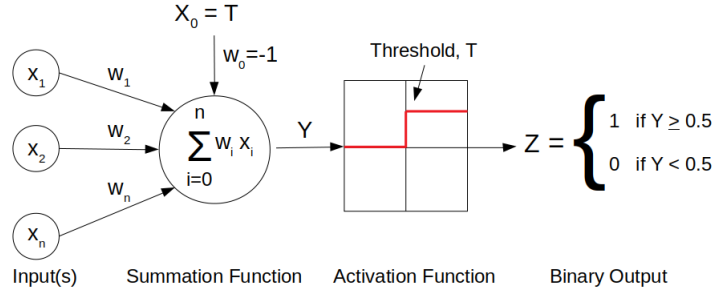 X₀ = T
w₀=-1
Threshold, T
x₁
w₁
x₂
w₂
xₙ
wₙ
n
∑ wᵢ xᵢ
i=0
Y
Z = {
1 if Y ≥ 0.5
0 if Y < 0.5
Input(s)
Summation Function
Activation Function
Binary Output